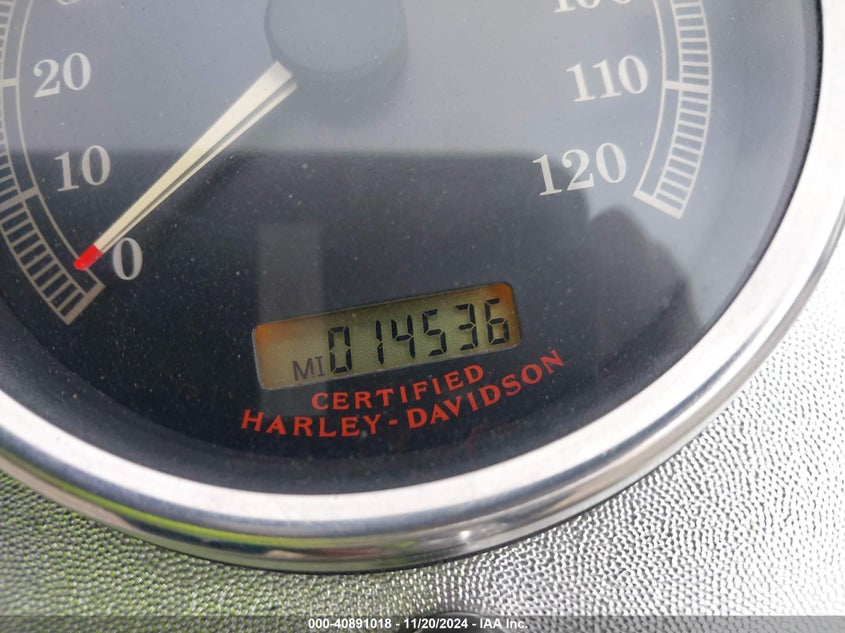 20
110
10
120
0
MI 014536
CERTIFIED
HARLEY-DAVIDSON
000-40891018 - 11/20/2024 - IAA Inc.